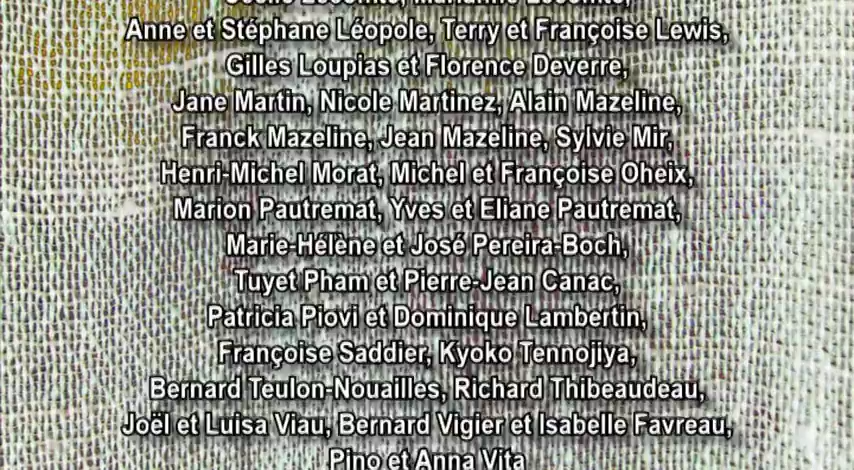 Anne et Stéphane Léopole, Terry et Françoise Lewis,
Gilles Loupias et Florence Deverre,
Jane Martin, Nicole Martinez, Alain Mazeline,
Franck Mazeline, Jean Mazeline, Sylvie Mir,
Henri-Michel Morat, Michel et Françoise Oheix,
Marion Pautremat, Yves et Eliane Pautremat,
Marie-Hélène et José Pereira-Boch,
Tuyet Pham et Pierre-Jean Canac,
Patricia Piovi et Dominique Lambertin,
Françoise Saddier, Kyoko Tennojiya,
Bernard Teulon-Nouailles, Richard Thibeaudeau,
Joël et Luisa Viau, Bernard Vigier et Isabelle Favreau,
Pino et Anna Vita